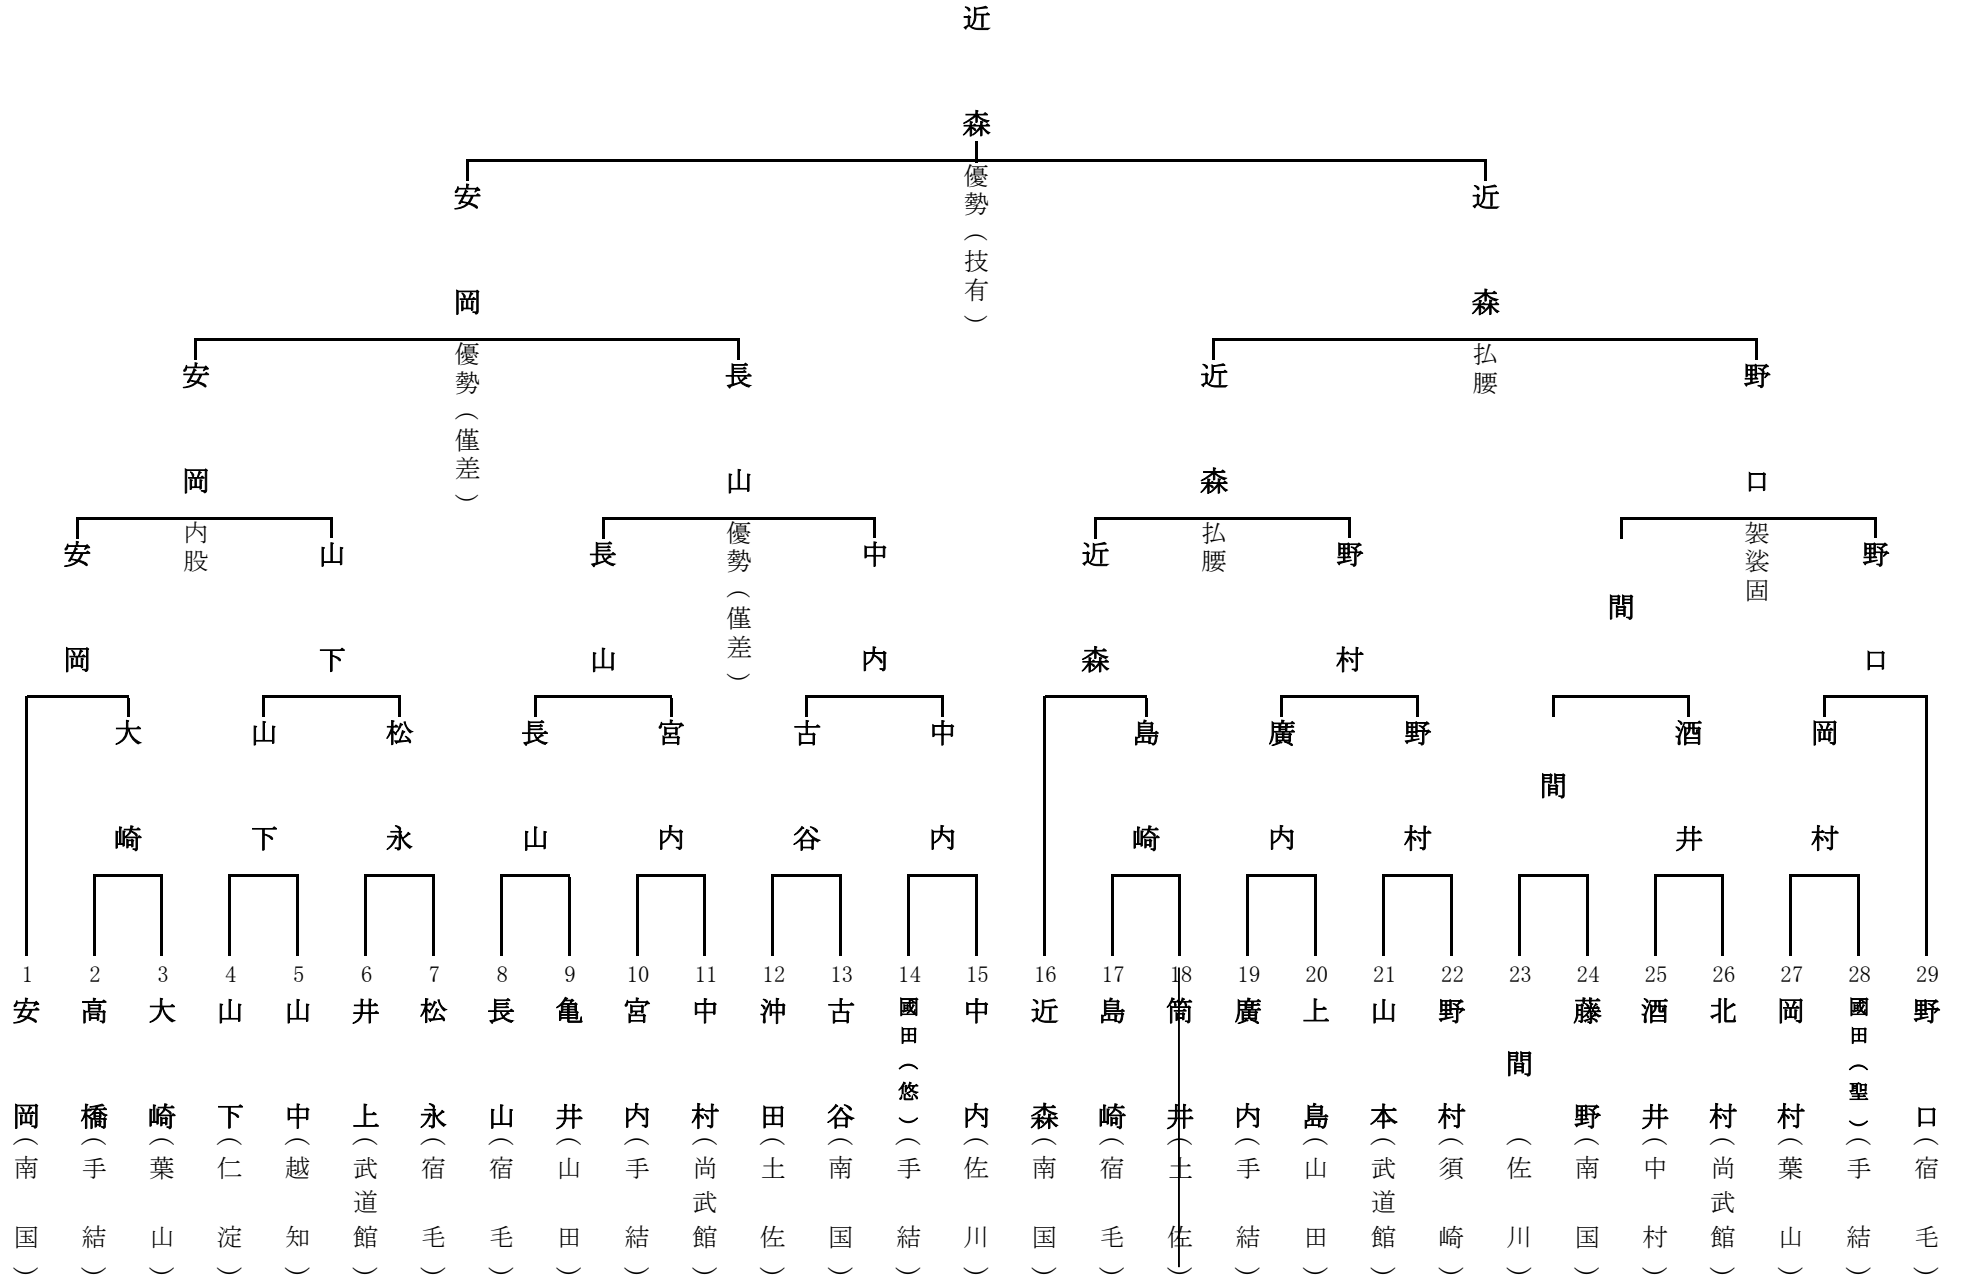 近森
優勢(技有)
安岡
近森
優勢(僅差)
払腰
安岡
長山
近森
野口
内股
優勢(僅差)
払腰
袈裟固
安岡
山下
長山
中内
近森
野村
間
野口
大崎
山下
松永
長山
宮内
古谷
中内
島崎
廣内
野村
間
酒井
岡村
1 安岡(南国)
2 高橋(手結)
3 大崎(葉山)
4 山下(仁淀)
5 山中(越知)
6 井上(武道館)
7 松永(宿毛)
8 長山(宿毛)
9 亀井(山田)
10 宮内(手結)
11 中村(尚武館)
12 沖田(土佐)
13 古谷(南国)
14 國田(悠)(手結)
15 中内(佐川)
16 近森(南国)
17 島崎(宿毛)
18 筒井(土佐)
19 廣内(手結)
20 上島(山田)
21 山本(武道館)
22 野村(須崎)
23 間(佐川)
24 藤野(南国)
25 酒井(中村)
26 北村(尚武館)
27 岡村(葉山)
28 國田(聖)(手結)
29 野口(宿毛)